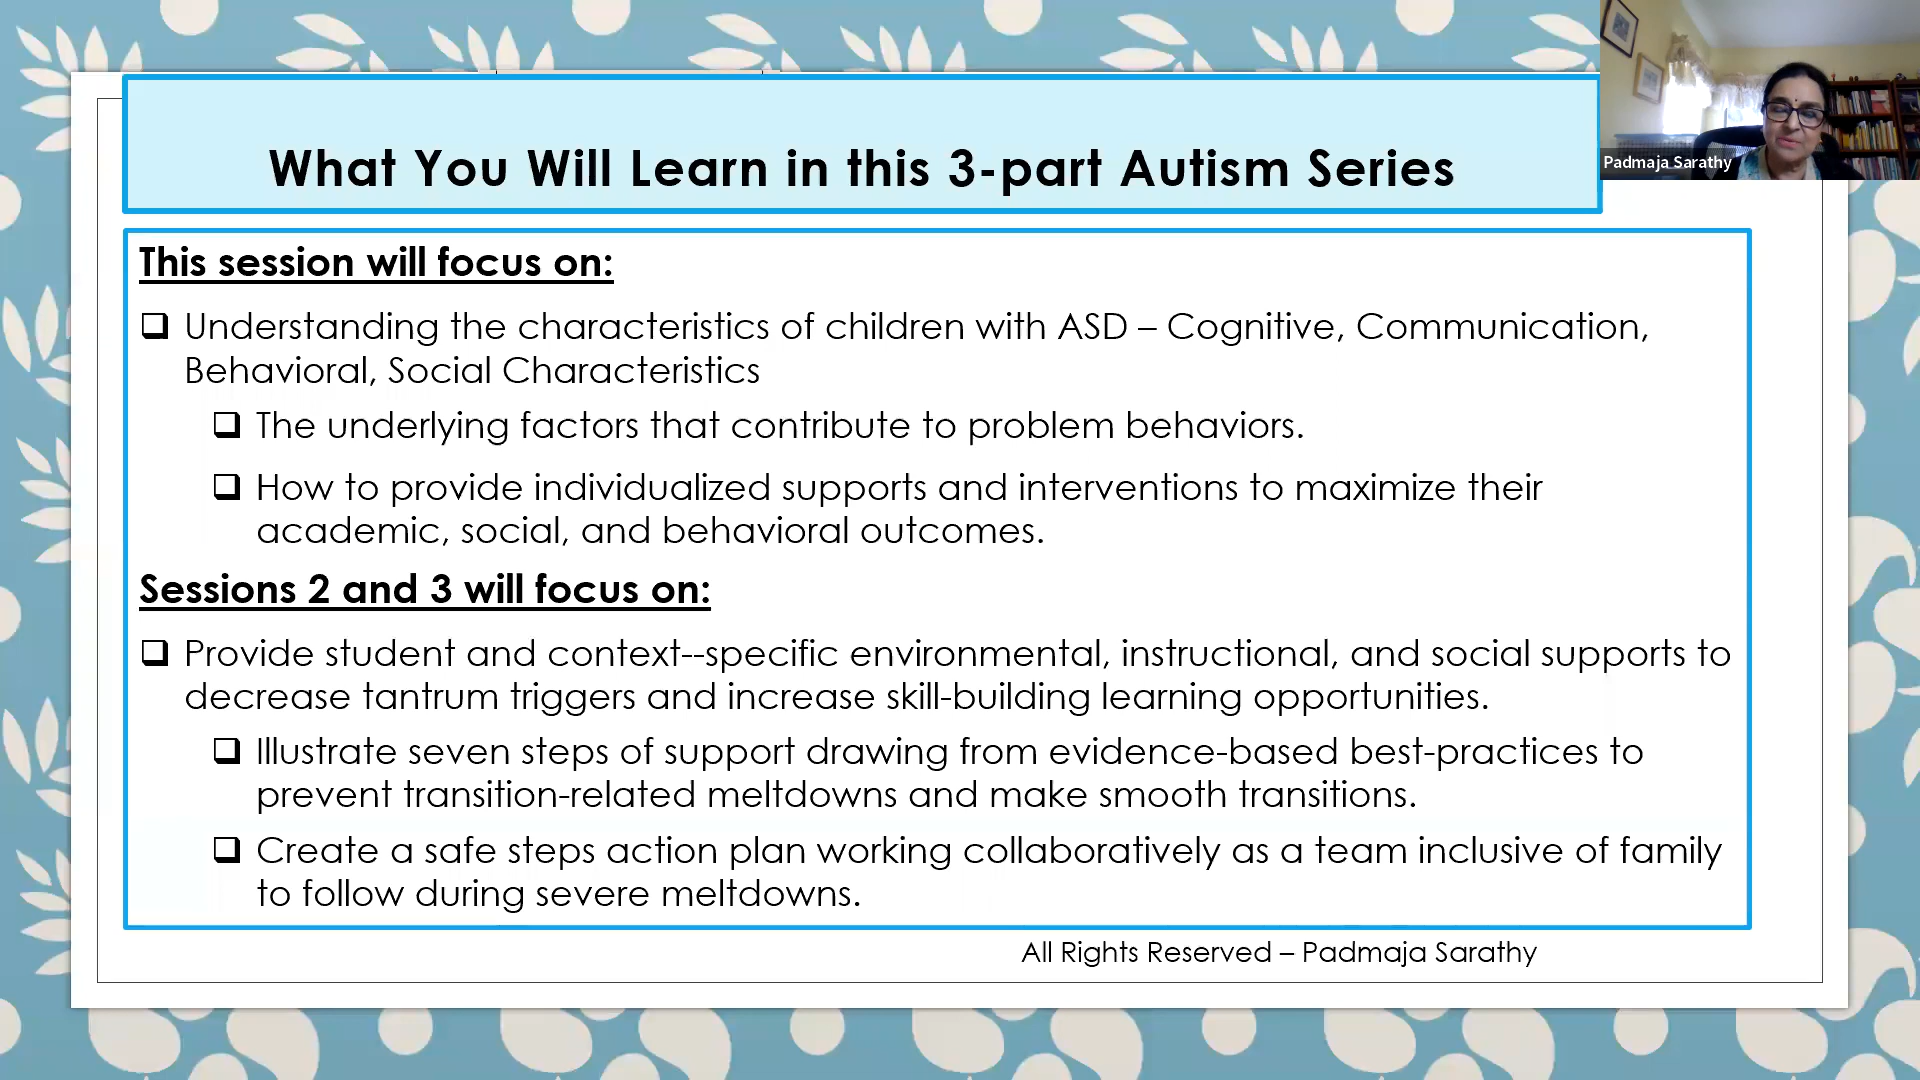 What You Will Learn in this 3-part Autism Series
Padmaja Sarathy
This session will focus on:
❑ Understanding the characteristics of children with ASD – Cognitive, Communication,
Behavioral, Social Characteristics
❑ The underlying factors that contribute to problem behaviors.
❑ How to provide individualized supports and interventions to maximize their
academic, social, and behavioral outcomes.
Sessions 2 and 3 will focus on:
❑ Provide student and context--specific environmental, instructional, and social supports to
decrease tantrum triggers and increase skill-building learning opportunities.
❑ Illustrate seven steps of support drawing from evidence-based best-practices to
prevent transition-related meltdowns and make smooth transitions.
❑ Create a safe steps action plan working collaboratively as a team inclusive of family
to follow during severe meltdowns.
All Rights Reserved – Padmaja Sarathy